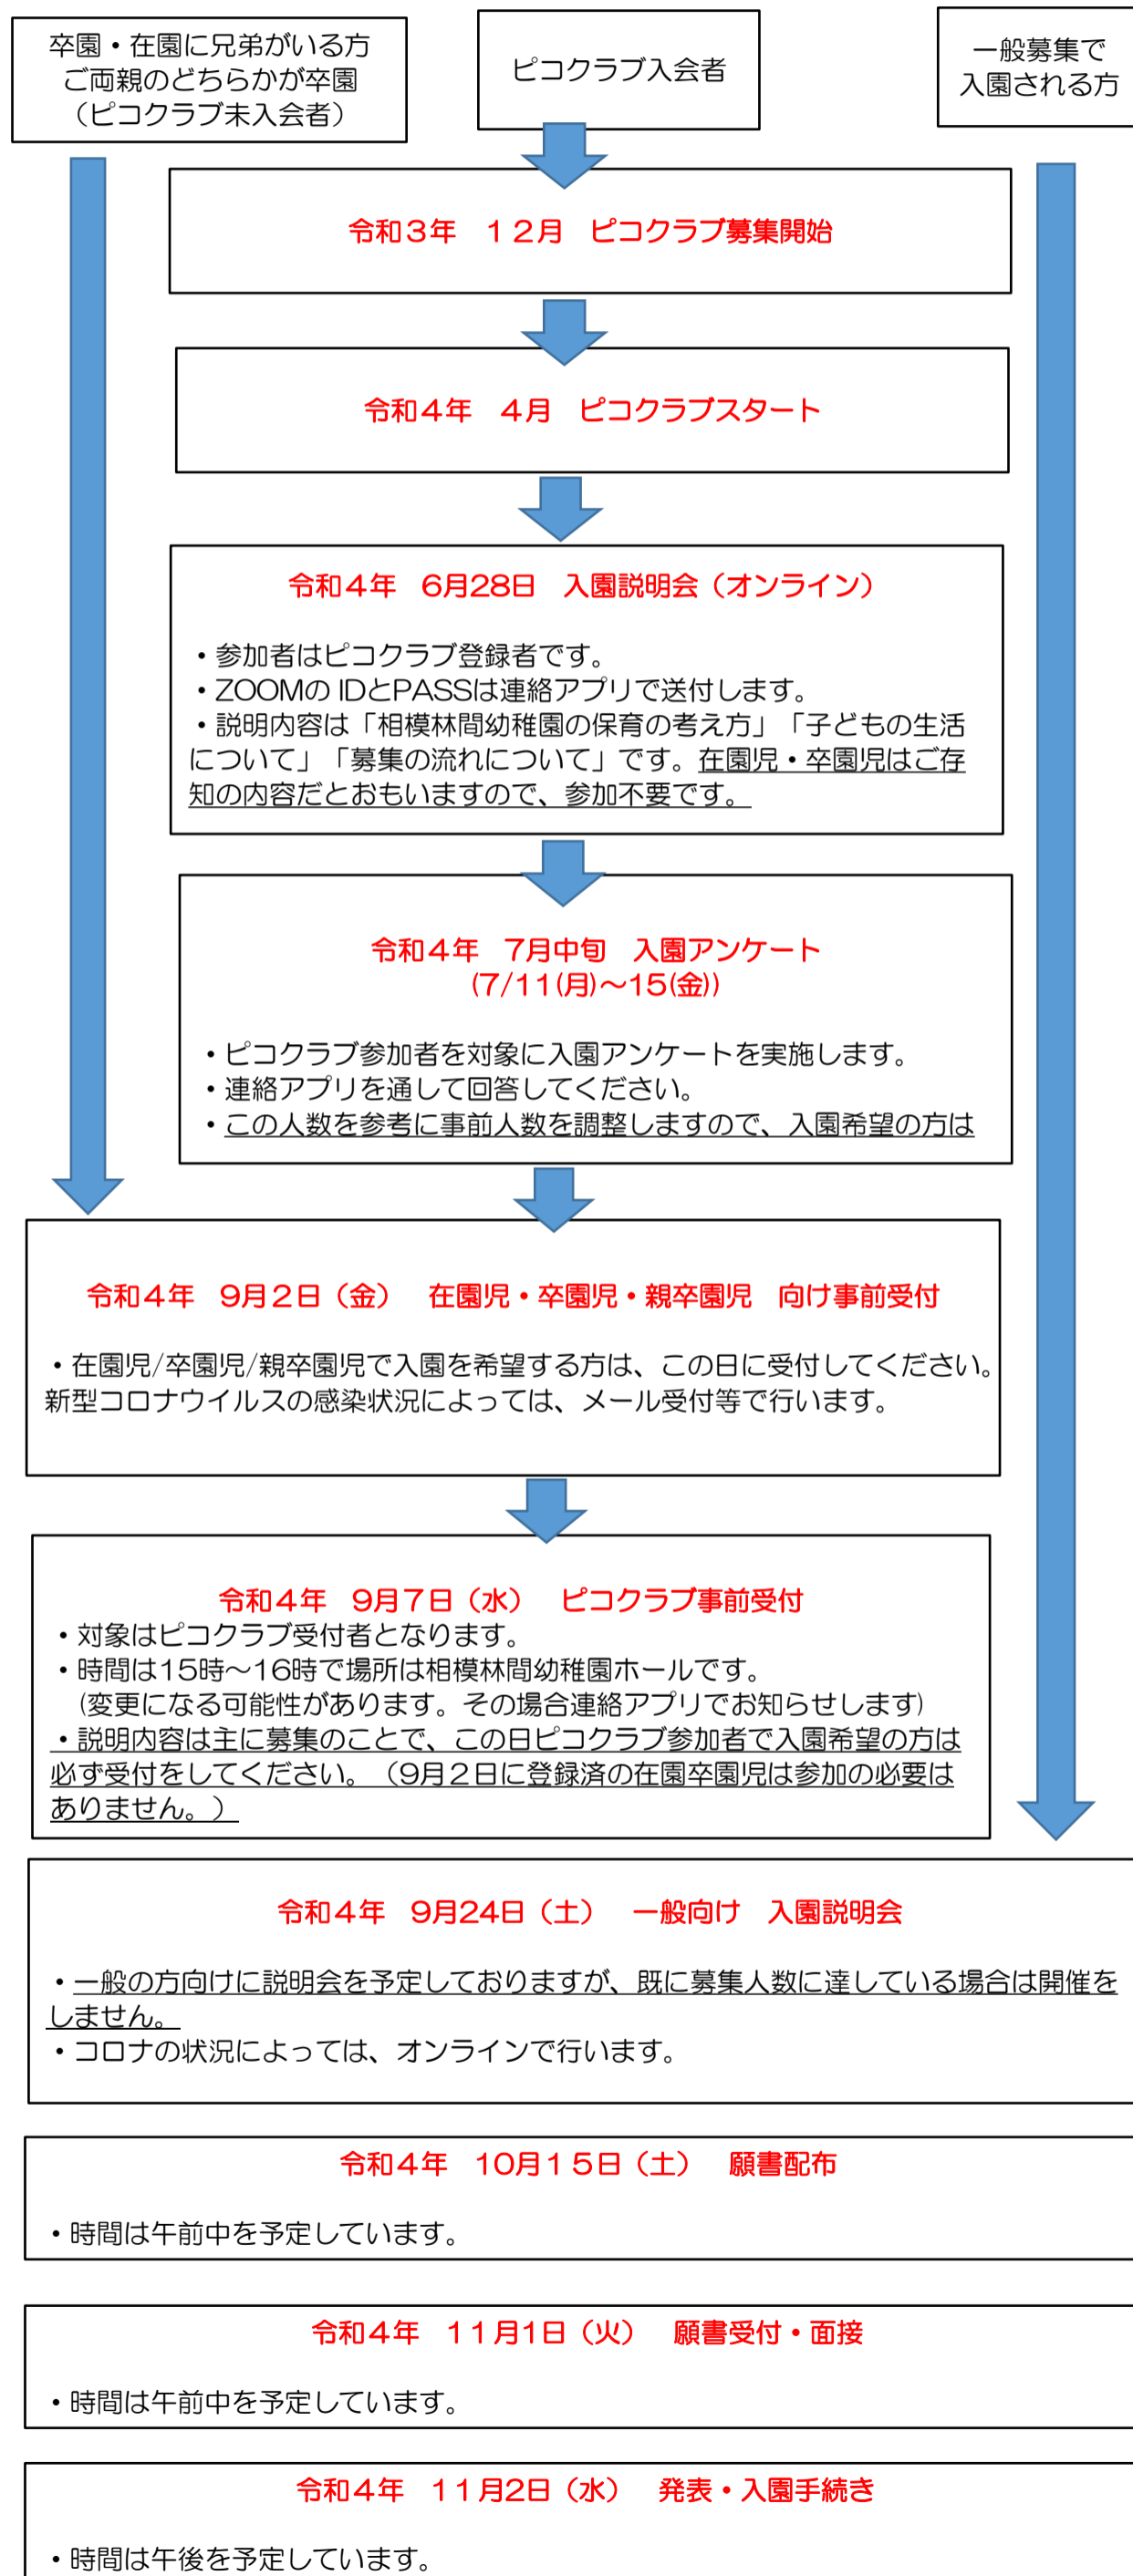 卒園・在園に兄弟がいる方
ご両親のどちらかが卒園
（ピコクラブ未入会者）
ピコクラブ入会者
一般募集で
入園される方
令和３年　１２月　ピコクラブ募集開始
令和４年　４月　ピコクラブスタート
令和４年　6月28日　入園説明会（オンライン）
・参加者はピコクラブ登録者です。
・ZOOMの IDとPASSは連絡アプリで送付します。
・説明内容は「相模林間幼稚園の保育の考え方」「子どもの生活
について」「募集の流れについて」です。在園児・卒園児はご存
知の内容だとおもいますので、参加不要です。
令和４年　7月中旬　入園アンケート
(7/11(月)～15(金))
・ピコクラブ参加者を対象に入園アンケートを実施します。
・連絡アプリを通して回答してください。
・この人数を参考に事前人数を調整しますので、入園希望の方は
令和４年　9月２日（金）　在園児・卒園児・親卒園児　向け事前受付
・在園児/卒園児/親卒園児で入園を希望する方は、この日に受付してください。
新型コロナウイルスの感染状況によっては、メール受付等で行います。
令和４年　9月７日（水）　ピコクラブ事前受付
・対象はピコクラブ受付者となります。
・時間は15時～16時で場所は相模林間幼稚園ホールです。
（変更になる可能性があります。その場合連絡アプリでお知らせします）
・説明内容は主に募集のことで、この日ピコクラブ参加者で入園希望の方は
必ず受付をしてください。（9月２日に登録済の在園卒園児は参加の必要は
ありません。）
令和４年　9月24日（土）　一般向け　入園説明会
・一般の方向けに説明会を予定しておりますが、既に募集人数に達している場合は開催を
しません。
・コロナの状況によっては、オンラインで行います。
令和４年　10月１５日（土）　願書配布
・時間は午前中を予定しています。
令和４年　１１月1日（火）　願書受付・面接
・時間は午前中を予定しています。
令和４年　１１月2日（水）　発表・入園手続き
・時間は午後を予定しています。